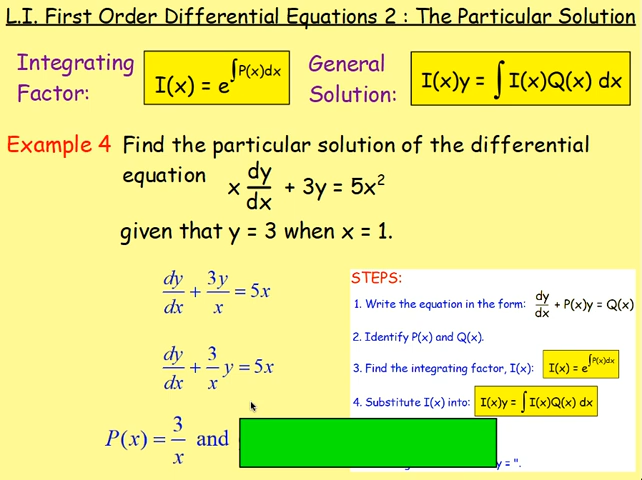 L.I. First Order Differential Equations 2 : The Particular Solution
Integrating Factor: I(x) = e^∫P(x)dx
General Solution: I(x)y = ∫ I(x)Q(x) dx
Example 4 Find the particular solution of the differential
equation x dy/dx + 3y = 5x²
given that y = 3 when x = 1.
dy/dx + 3y/x = 5x
dy/dx + 3/x y = 5x
P(x) = 3/x and
STEPS:
1. Write the equation in the form: dy/dx + P(x)y = Q(x)
2. Identify P(x) and Q(x).
3. Find the integrating factor, I(x): I(x) = e^∫P(x)dx
4. Substitute I(x) into: I(x)y = ∫ I(x)Q(x) dx
y = ".